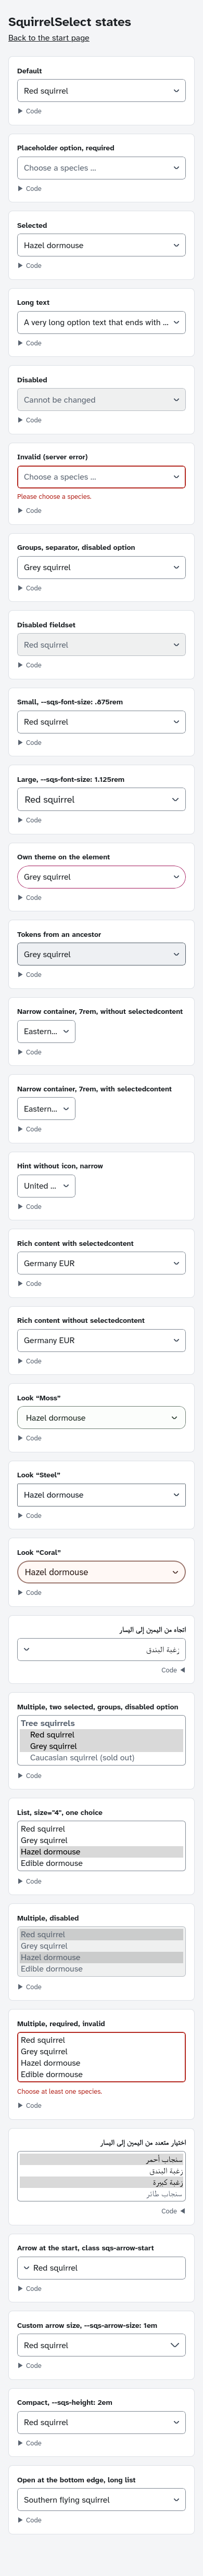 SquirrelSelect states
Back to the start page
Default
Red squirrel
Code
Placeholder option, required
Choose a species ...
Code
Selected
Hazel dormouse
Code
Long text
A very long option text that ends with ...
Code
Disabled
Cannot be changed
Code
Invalid (server error)
Choose a species ...
Please choose a species.
Code
Groups, separator, disabled option
Grey squirrel
Code
Disabled fieldset
Red squirrel
Code
Small, --sqs-font-size: .875rem
Red squirrel
Code
Large, --sqs-font-size: 1.125rem
Red squirrel
Code
Own theme on the element
Grey squirrel
Code
Tokens from an ancestor
Grey squirrel
Code
Narrow container, 7rem, without selectedcontent
Eastern...
Code
Narrow container, 7rem, with selectedcontent
Eastern...
Code
Hint without icon, narrow
United ...
Code
Rich content with selectedcontent
Germany EUR
Code
Rich content without selectedcontent
Germany EUR
Code
Look “Moss”
Hazel dormouse
Code
Look “Steel”
Hazel dormouse
Code
Look “Coral”
Hazel dormouse
Code
اتجاه من اليمين إلى اليسار
زغبة البندق
Code
Multiple, two selected, groups, disabled option
Tree squirrels
Red squirrel
Grey squirrel
Caucasian squirrel (sold out)
Code
List, size="4", one choice
Red squirrel
Grey squirrel
Hazel dormouse
Edible dormouse
Code
Multiple, disabled
Red squirrel
Grey squirrel
Hazel dormouse
Edible dormouse
Code
Multiple, required, invalid
Red squirrel
Grey squirrel
Hazel dormouse
Edible dormouse
Choose at least one species.
Code
اختيار متعدد من اليمين إلى اليسار
سنجاب أحمر
زغبة البندق
زغبة كبيرة
سنجاب طائر
Code
Arrow at the start, class sqs-arrow-start
Red squirrel
Code
Custom arrow size, --sqs-arrow-size: 1em
Red squirrel
Code
Compact, --sqs-height: 2em
Red squirrel
Code
Open at the bottom edge, long list
Southern flying squirrel
Code